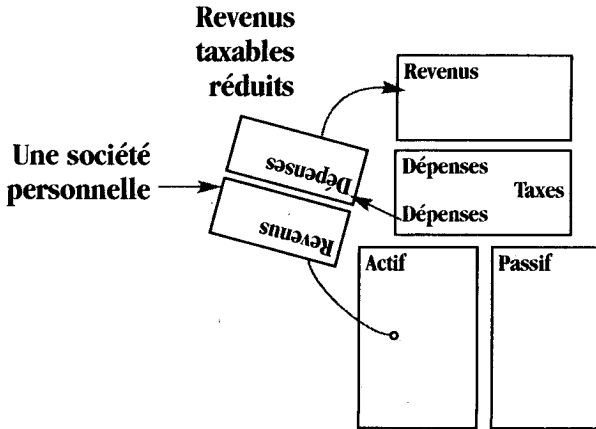 Revenus
taxables
réduits
Une société
personnelle
Dépenses
Revenus
Revenus
Dépenses
Taxes
Dépenses
Actif
Passif